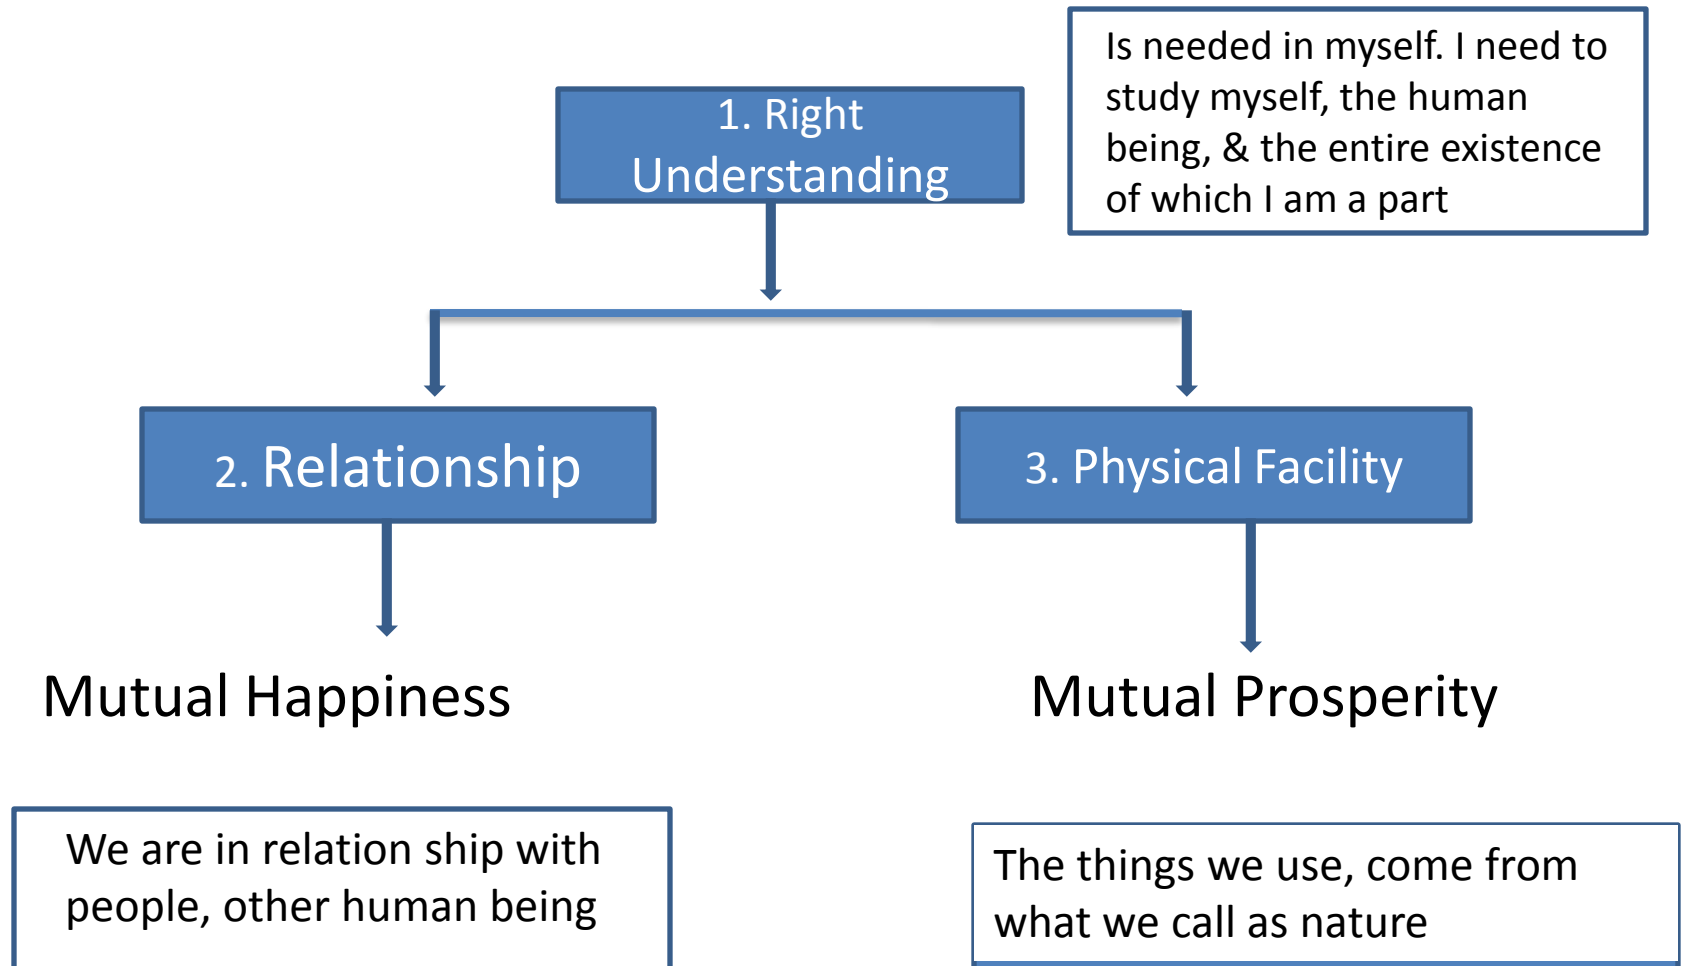 Is needed in myself. I need to
study myself, the human
being, & the entire existence
of which I am a part
1. Right
Understanding
2. Relationship
3. Physical Facility
Mutual Happiness
Mutual Prosperity
We are in relation ship with
people, other human being
The things we use, come from
what we call as nature